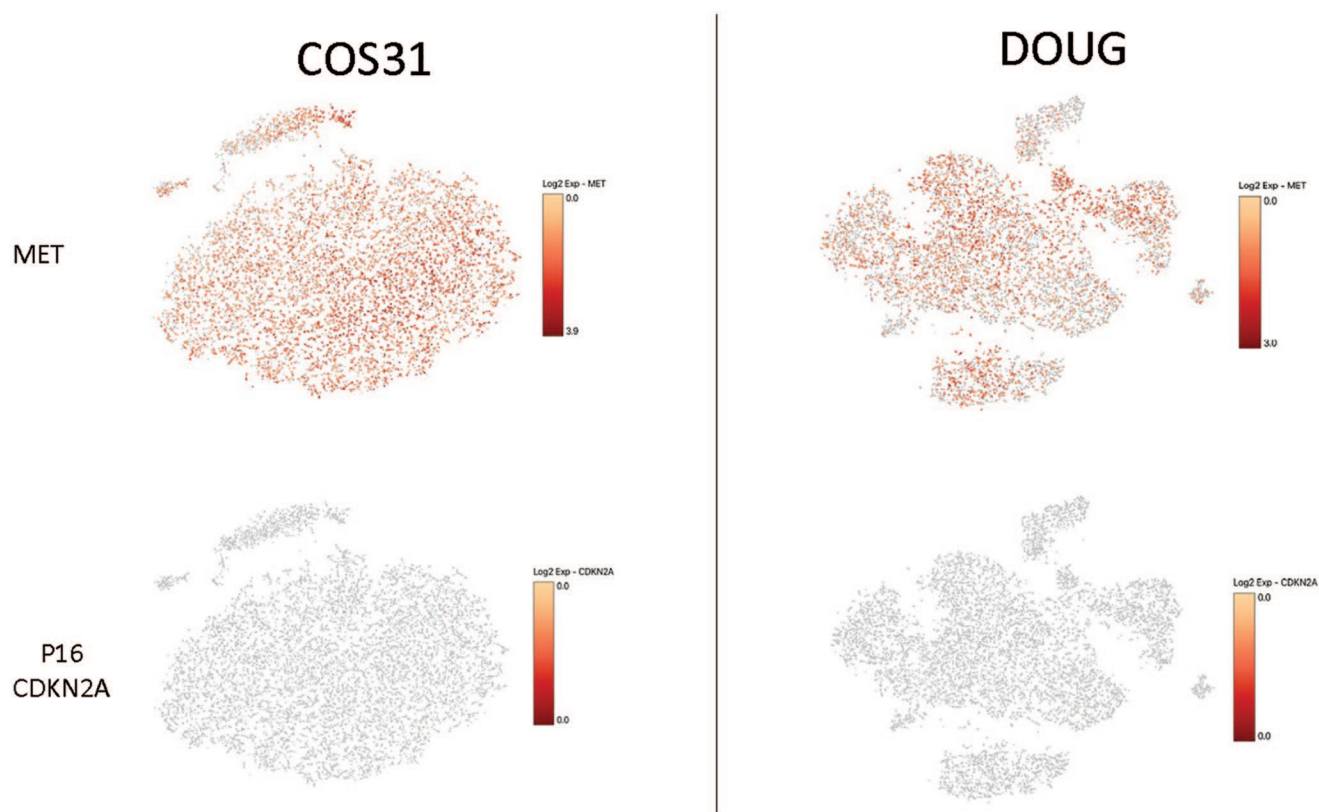 COS31
DOUG
MET
Log2 Exp - MET
0.0
3.9
Log2 Exp - MET
0.0
3.0
P16
CDKN2A
Log2 Exp - CDKN2A
0.0
0.0
Log2 Exp - CDKN2A
0.0
0.0